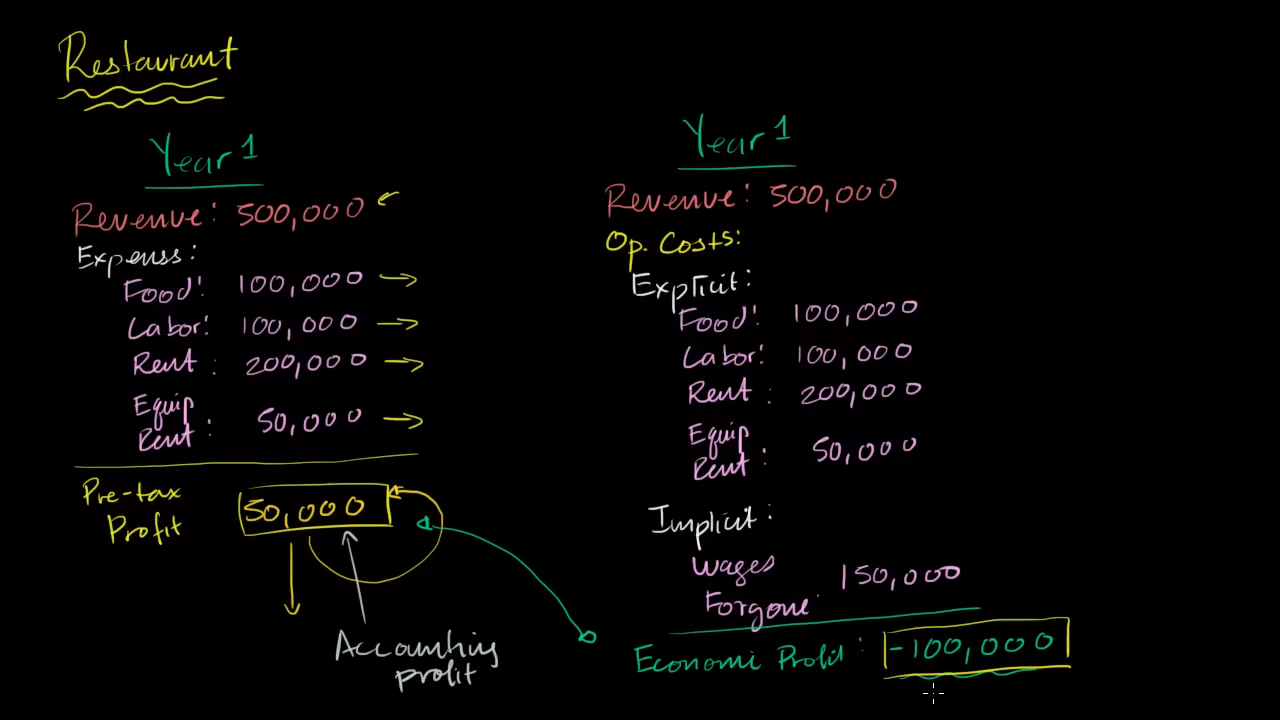 Restaurant
Year 1
Revenue: 500,000
Expenss:
Food: 100,000
Labor: 100,000
Rent : 200,000
Equip
Rent : 50,000
Pre-tax
Profit 50,000
Accounting
profit
Year 1
Revenue: 500,000
Op. Costs:
Explicit:
Food: 100,000
Labor: 100,000
Rent : 200,000
Equip
Rent : 50,000
Implicit:
Wages
Forgone: 150,000
Economic Profit: -100,000